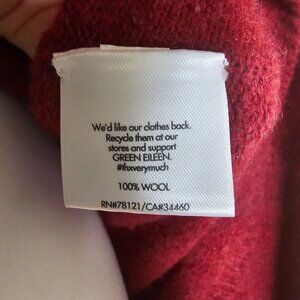 We'd like our clothes back.
Recycle them at our
stores and support
GREEN EILEEN.
#thxverymuch
100% WOOL
RN#78121/CA#34460